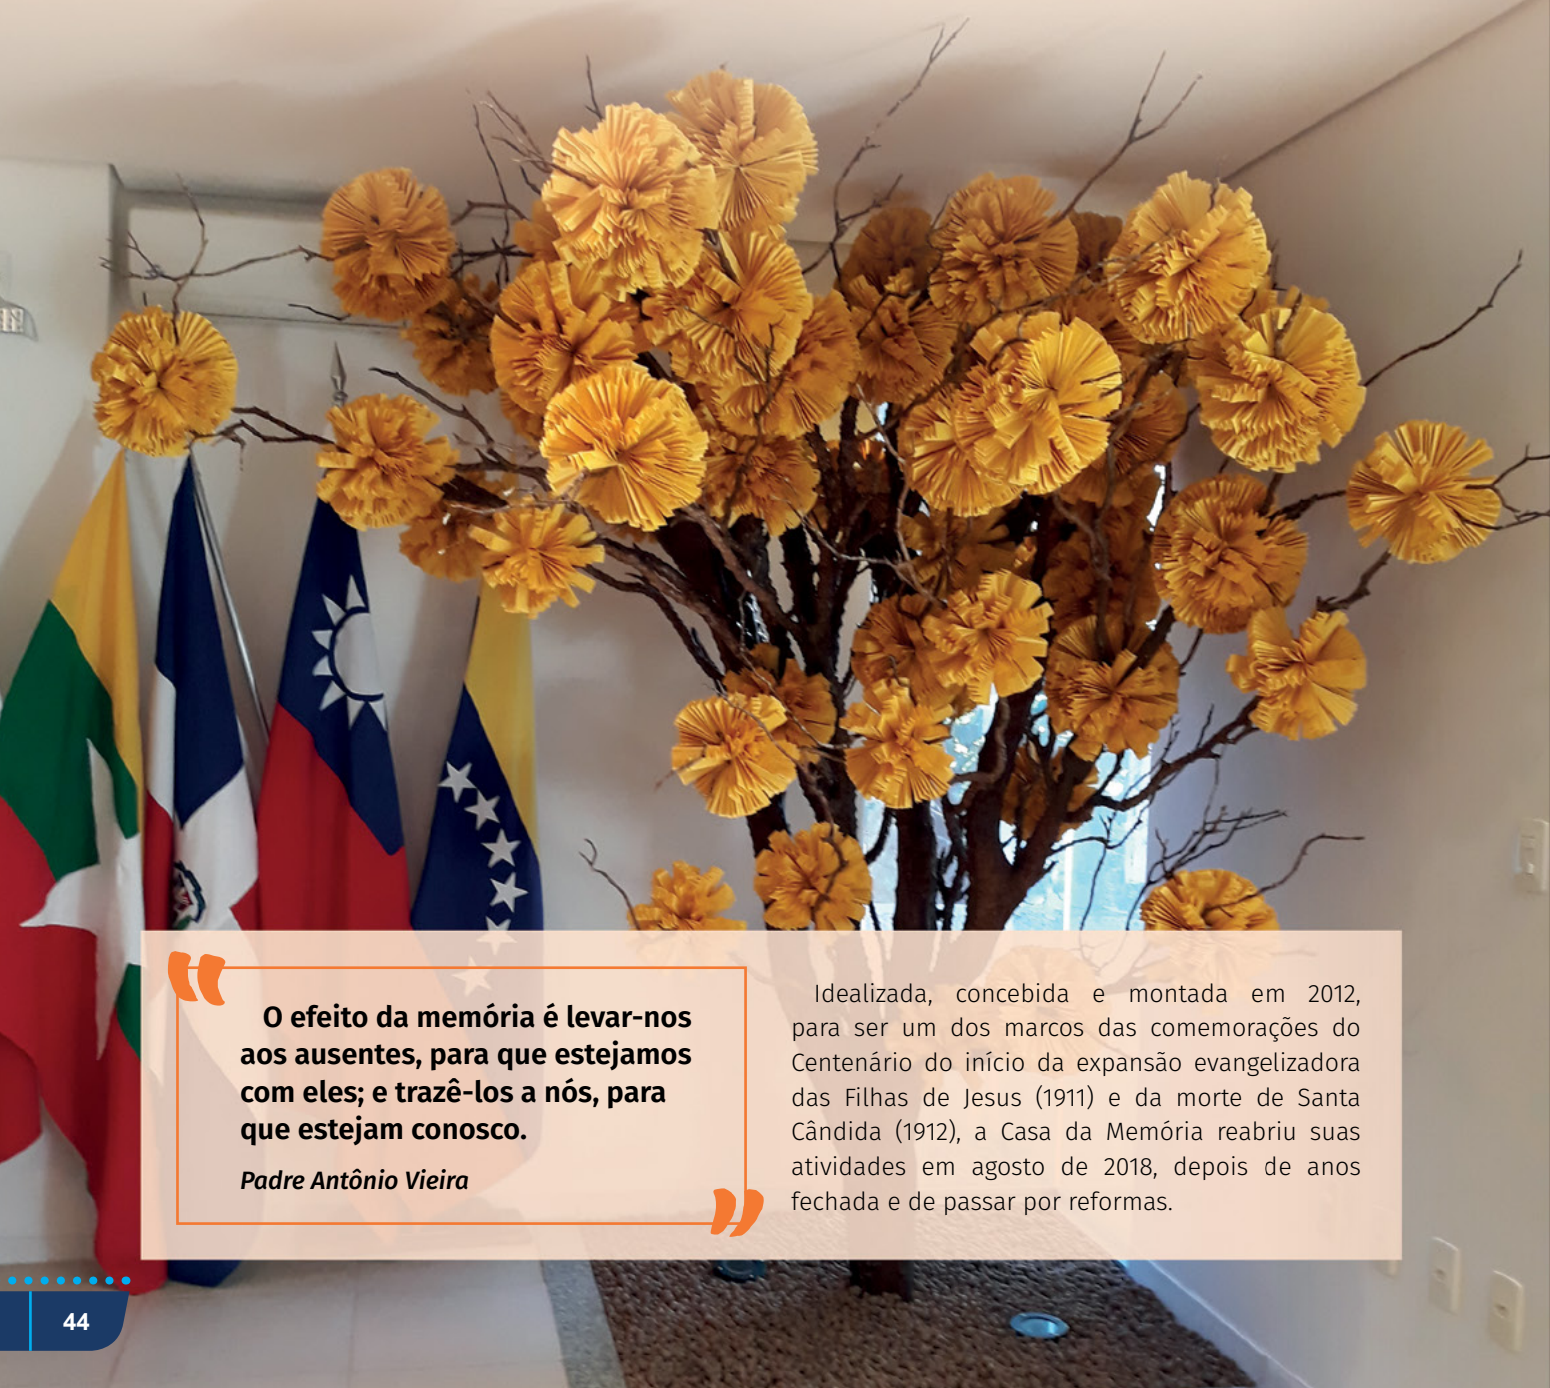 O efeito da memória é levar-nos
aos ausentes, para que estejamos
com eles; e trazê-los a nós, para
que estejam conosco.
Padre Antônio Vieira
Idealizada, concebida e montada em 2012,
para ser um dos marcos das comemorações do
Centenário do início da expansão evangelizadora
das Filhas de Jesus (1911) e da morte de Santa
Cândida (1912), a Casa da Memória reabriu suas
atividades em agosto de 2018, depois de anos
fechada e de passar por reformas.
44